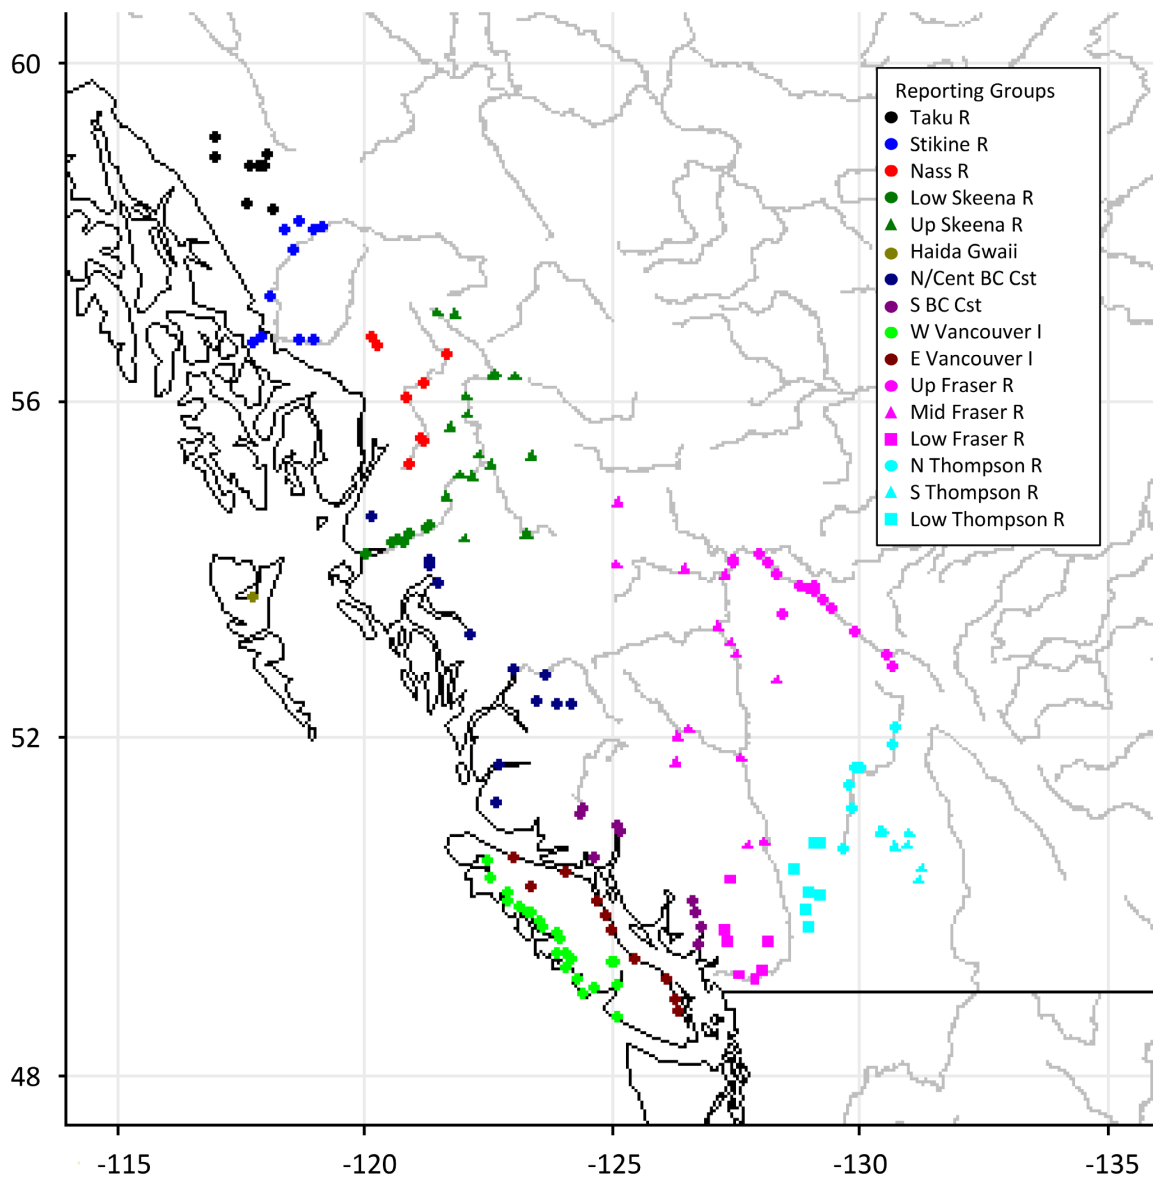 60
56
52
48
Reporting Groups
Taku R
Stikine R
Nass R
Low Skeena R
Up Skeena R
Haida Gwaii
N/Cent BC Cst
S BC Cst
W Vancouver I
E Vancouver I
Up Fraser R
Mid Fraser R
Low Fraser R
N Thompson R
S Thompson R
Low Thompson R
-115 -120 -125 -130 -135